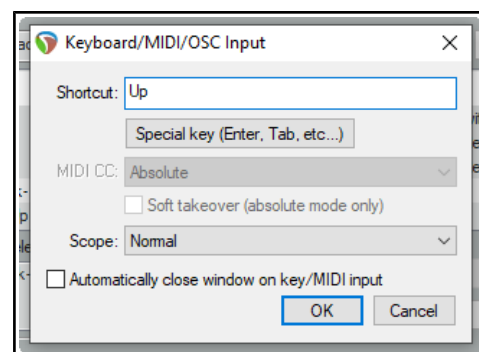 Keyboard/MIDI/OSC Input
Shortcut: Up
Special key (Enter, Tab, etc...)
MIDI CC: Absolute
Soft takeover (absolute mode only)
Scope: Normal
Automatically close window on key/MIDI input
OK Cancel